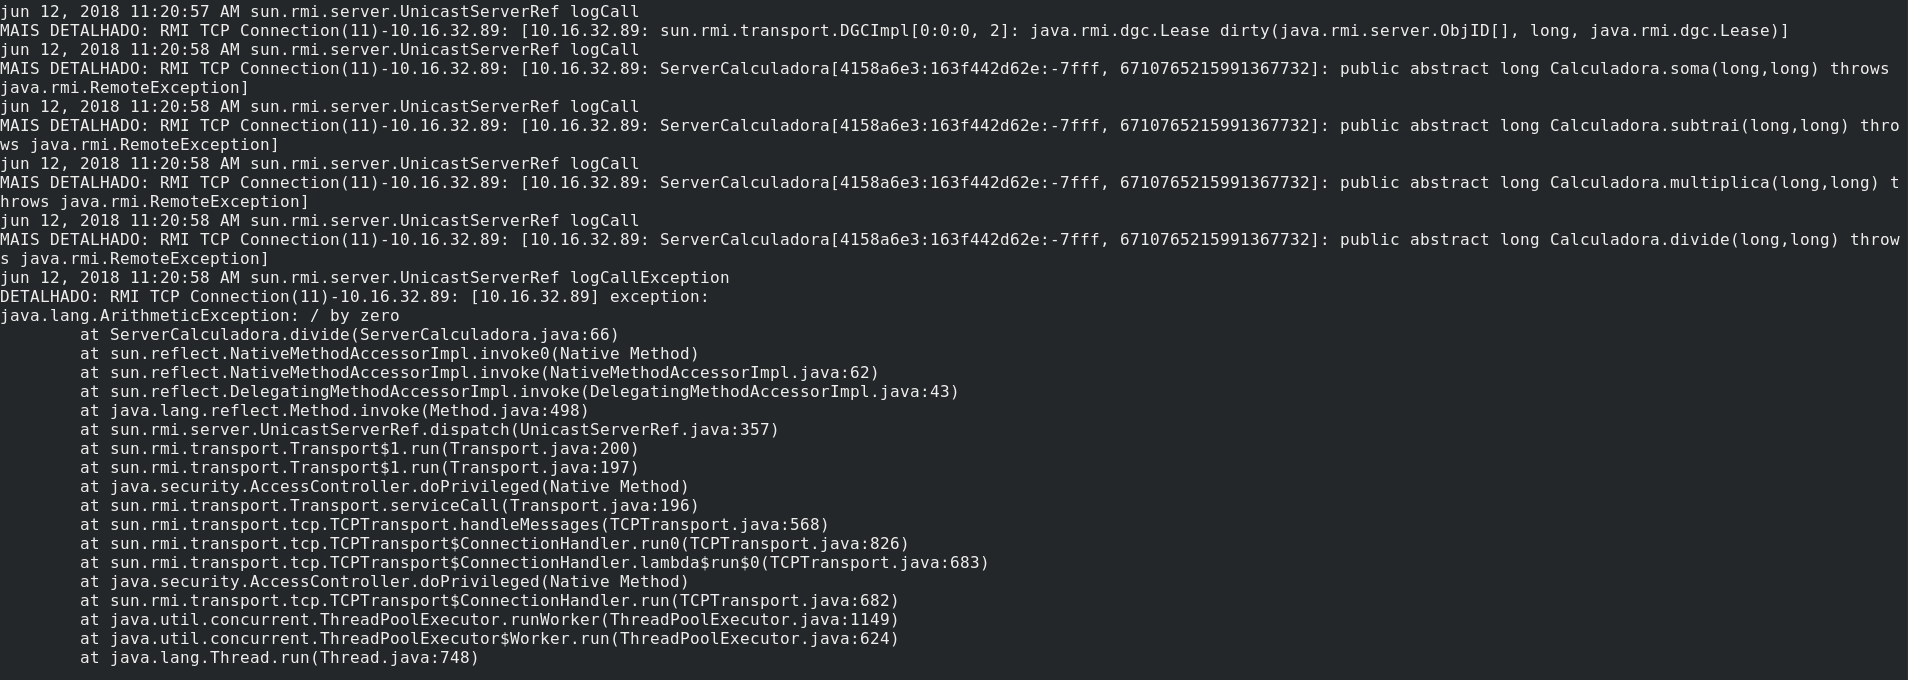 jun 12, 2018 11:20:57 AM sun.rmi.server.UnicastServerRef logCall
MAIS DETALHADO: RMI TCP Connection(11)-10.16.32.89: [10.16.32.89: sun.rmi.transport.DGCImpl[0:0:0, 2]: java.rmi.dgc.Lease dirty(java.rmi.server.ObjID[], long, java.rmi.dgc.Lease)]
jun 12, 2018 11:20:58 AM sun.rmi.server.UnicastServerRef logCall
MAIS DETALHADO: RMI TCP Connection(11)-10.16.32.89: [10.16.32.89: ServerCalculadora[4158a6e3:163f442d62e:-7fff, 6710765215991367732]: public abstract long Calculadora.soma(long,long) throws
java.rmi.RemoteException]
jun 12, 2018 11:20:58 AM sun.rmi.server.UnicastServerRef logCall
MAIS DETALHADO: RMI TCP Connection(11)-10.16.32.89: [10.16.32.89: ServerCalculadora[4158a6e3:163f442d62e:-7fff, 6710765215991367732]: public abstract long Calculadora.subtrai(long,long) thro
ws java.rmi.RemoteException]
jun 12, 2018 11:20:58 AM sun.rmi.server.UnicastServerRef logCall
MAIS DETALHADO: RMI TCP Connection(11)-10.16.32.89: [10.16.32.89: ServerCalculadora[4158a6e3:163f442d62e:-7fff, 6710765215991367732]: public abstract long Calculadora.multiplica(long,long) t
hrows java.rmi.RemoteException]
jun 12, 2018 11:20:58 AM sun.rmi.server.UnicastServerRef logCall
MAIS DETALHADO: RMI TCP Connection(11)-10.16.32.89: [10.16.32.89: ServerCalculadora[4158a6e3:163f442d62e:-7fff, 6710765215991367732]: public abstract long Calculadora.divide(long,long) throw
s java.rmi.RemoteException]
jun 12, 2018 11:20:58 AM sun.rmi.server.UnicastServerRef logCallException
DETALHADO: RMI TCP Connection(11)-10.16.32.89: [10.16.32.89] exception:
java.lang.ArithmeticException: / by zero
        at ServerCalculadora.divide(ServerCalculadora.java:66)
        at sun.reflect.NativeMethodAccessorImpl.invoke0(Native Method)
        at sun.reflect.NativeMethodAccessorImpl.invoke(NativeMethodAccessorImpl.java:62)
        at sun.reflect.DelegatingMethodAccessorImpl.invoke(DelegatingMethodAccessorImpl.java:43)
        at java.lang.reflect.Method.invoke(Method.java:498)
        at sun.rmi.server.UnicastServerRef.dispatch(UnicastServerRef.java:357)
        at sun.rmi.transport.Transport$1.run(Transport.java:200)
        at sun.rmi.transport.Transport$1.run(Transport.java:197)
        at java.security.AccessController.doPrivileged(Native Method)
        at sun.rmi.transport.Transport.serviceCall(Transport.java:196)
        at sun.rmi.transport.tcp.TCPTransport.handleMessages(TCPTransport.java:568)
        at sun.rmi.transport.tcp.TCPTransport$ConnectionHandler.run0(TCPTransport.java:826)
        at sun.rmi.transport.tcp.TCPTransport$ConnectionHandler.lambda$run$0(TCPTransport.java:683)
        at java.security.AccessController.doPrivileged(Native Method)
        at sun.rmi.transport.tcp.TCPTransport$ConnectionHandler.run(TCPTransport.java:682)
        at java.util.concurrent.ThreadPoolExecutor.runWorker(ThreadPoolExecutor.java:1149)
        at java.util.concurrent.ThreadPoolExecutor$Worker.run(ThreadPoolExecutor.java:624)
        at java.lang.Thread.run(Thread.java:748)